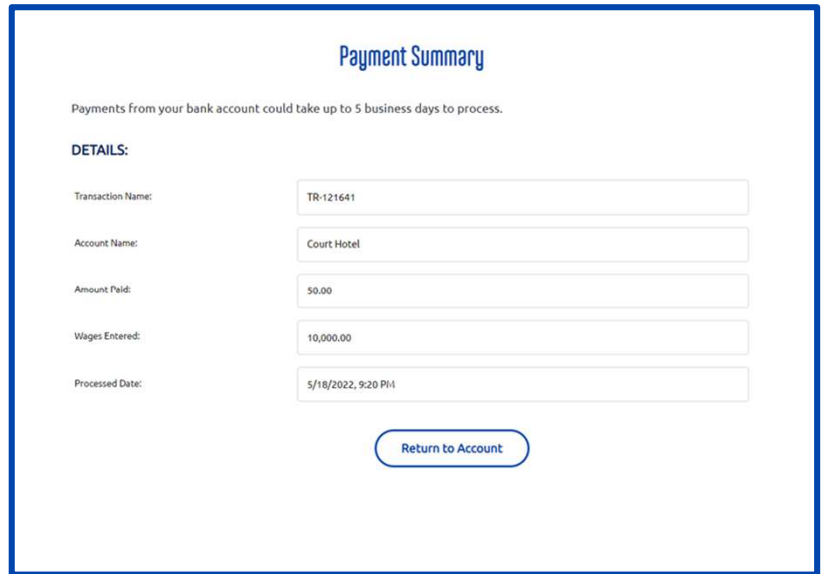 Payment Summary
Payments from your bank account could take up to 5 business days to process.
DETAILS:
Transaction Name: TR-121641
Account Name: Court Hotel
Amount Paid: 50.00
Wages Entered: 10,000.00
Processed Date: 5/18/2022, 9:20 PM
Return to Account